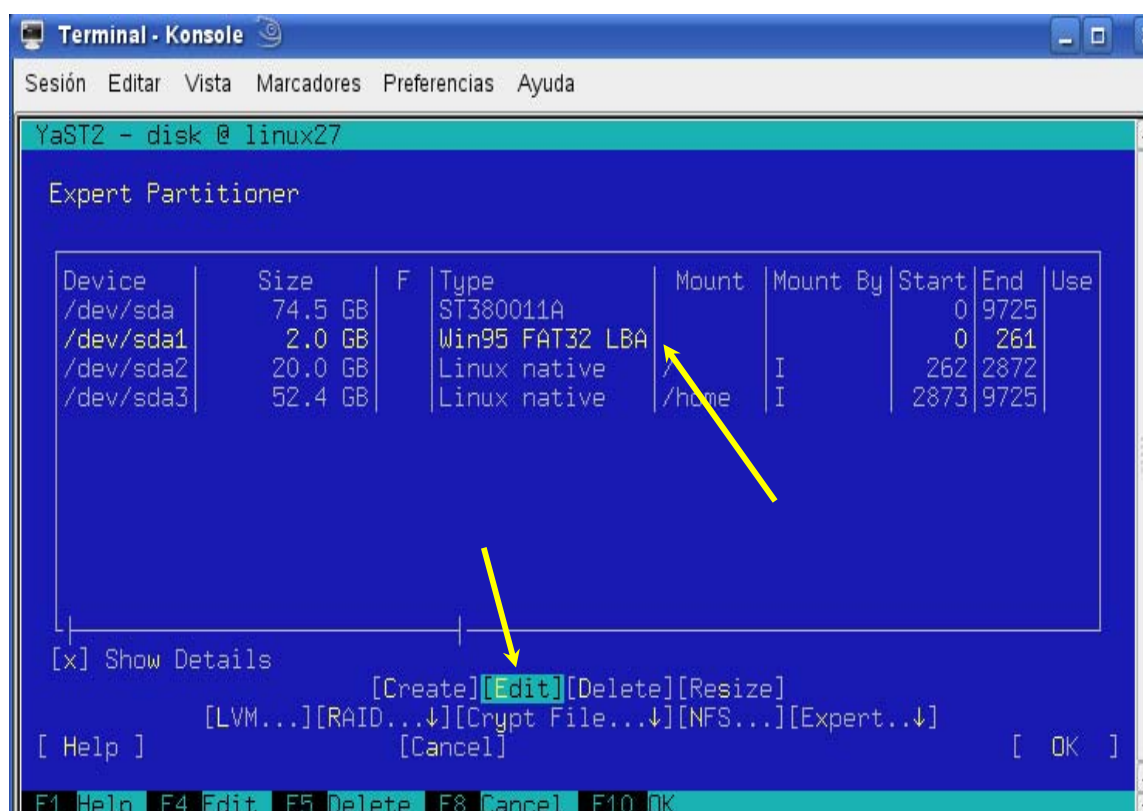 Terminal - Konsole
Sesión Editar Vista Marcadores Preferencias Ayuda
YaST2 - disk @ linux27
Expert Partitioner
Device Size F Type Mount Mount By Start End Use
/dev/sda 74.5 GB ST380011A 0 9725
/dev/sda1 2.0 GB Win95 FAT32 LBA 0 261
/dev/sda2 20.0 GB Linux native / I 262 2872
/dev/sda3 52.4 GB Linux native /home I 2873 9725
[x] Show Details
[Create][Edit][Delete][Resize]
[LVM...][RAID...↓][Crypt File...↓][NFS...][Expert..↓]
[ Help ] [Cancel] [ OK ]
F1 Help F4 Edit F5 Delete F8 Cancel F10 OK